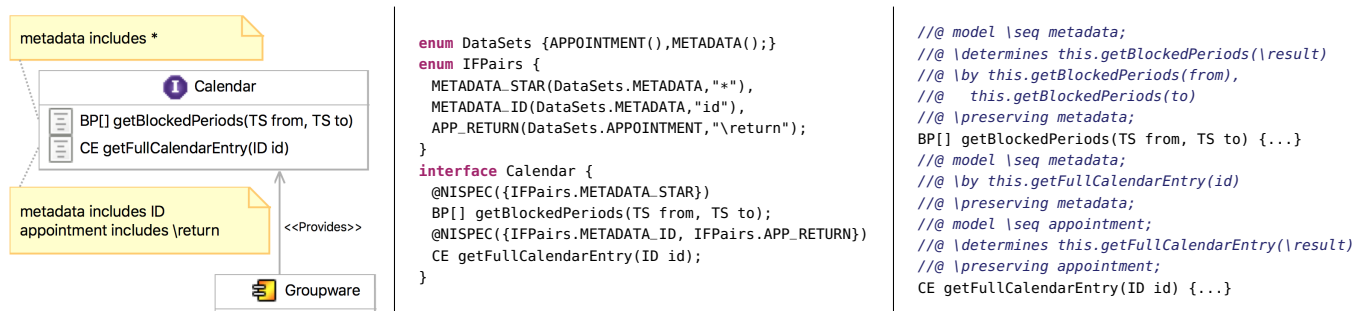 metadata includes *
I Calendar
BP[] getBlockedPeriods(TS from, TS to)
CE getFullCalendarEntry(ID id)
metadata includes ID
appointment includes \return
<<Provides>>
Groupware
enum DataSets {APPOINTMENT(),METADATA();}
enum IFPairs {
METADATA_STAR(DataSets.METADATA,"*"),
METADATA_ID(DataSets.METADATA,"id"),
APP_RETURN(DataSets.APPOINTMENT,"\return");
}
interface Calendar {
@NISPEC({IFPairs.METADATA_STAR})
BP[] getBlockedPeriods(TS from, TS to);
@NISPEC({IFPairs.METADATA_ID, IFPairs.APP_RETURN})
CE getFullCalendarEntry(ID id);
}
//@ model \seq metadata;
//@ \determines this.getBlockedPeriods(\result)
//@ \by this.getBlockedPeriods(from),
//@   this.getBlockedPeriods(to)
//@ \preserving metadata;
BP[] getBlockedPeriods(TS from, TS to) {...}
//@ model \seq metadata;
//@ \by this.getFullCalendarEntry(id)
//@ \preserving metadata;
//@ model \seq appointment;
//@ \determines this.getFullCalendarEntry(\result)
//@ \preserving appointment;
CE getFullCalendarEntry(ID id) {...}